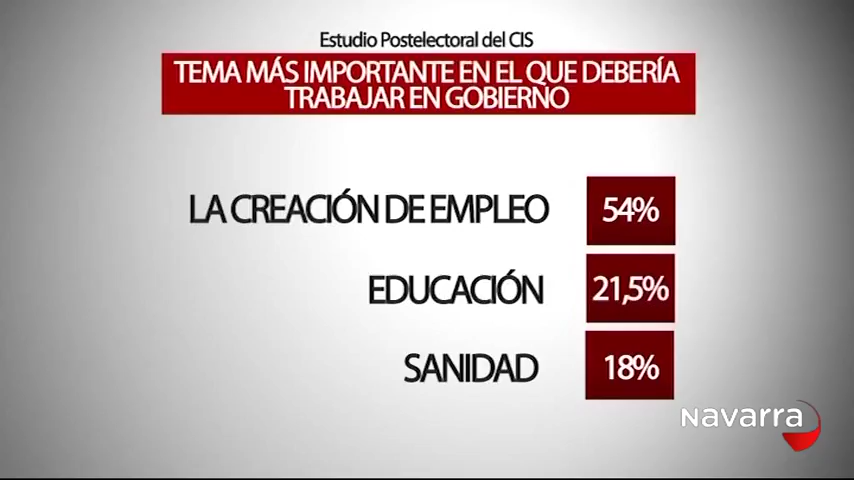 Estudio Postelectoral del CIS
TEMA MÁS IMPORTANTE EN EL QUE DEBERÍA
TRABAJAR EN GOBIERNO
LA CREACIÓN DE EMPLEO 54%
EDUCACIÓN 21,5%
SANIDAD 18%
Navarra